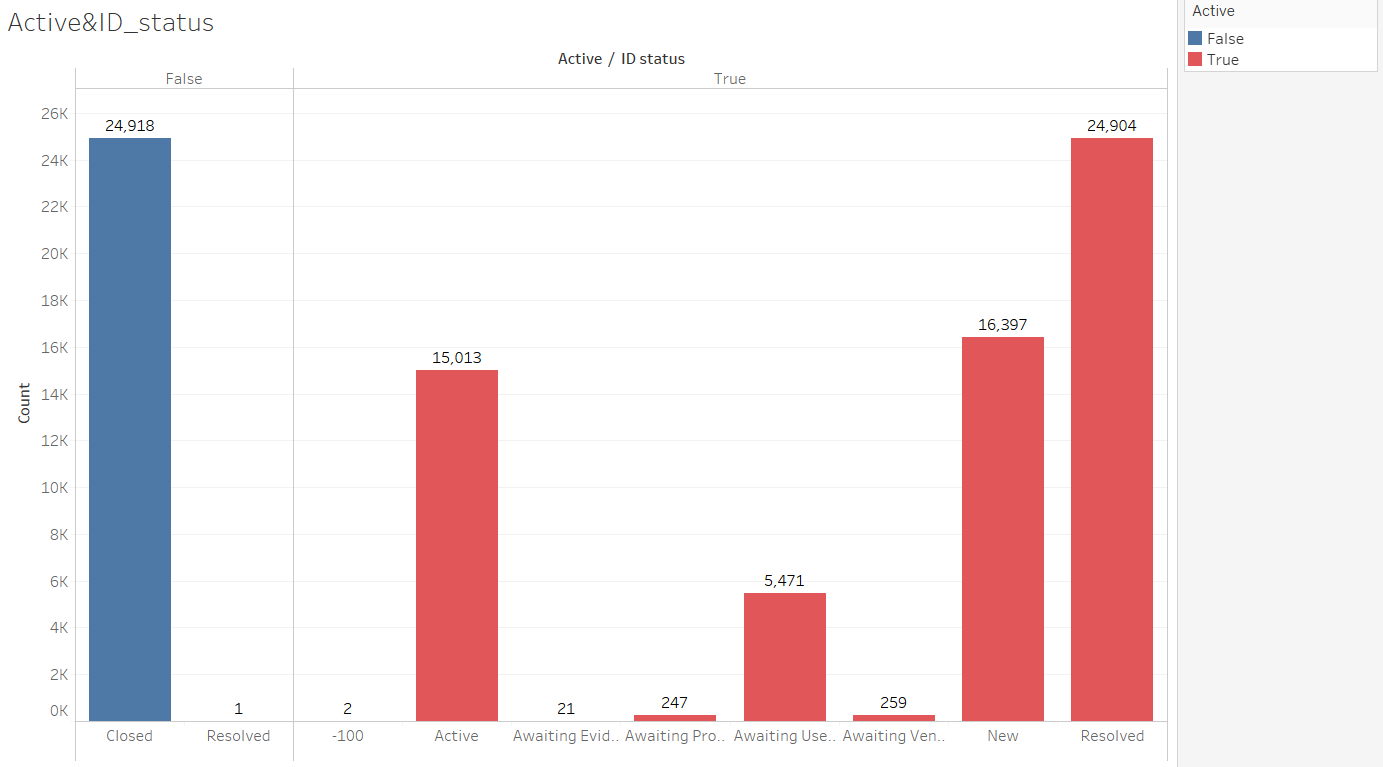 Active&ID_status
Active / ID status
False True
26K
24K
22K
20K
18K
16K
14K
12K
10K
8K
6K
4K
2K
0K
Count
24,918
1
2
15,013
21
247
5,471
259
16,397
24,904
Closed Resolved -100 Active Awaiting Evid.. Awaiting Pro.. Awaiting Use.. Awaiting Ven.. New Resolved
Active
False
True